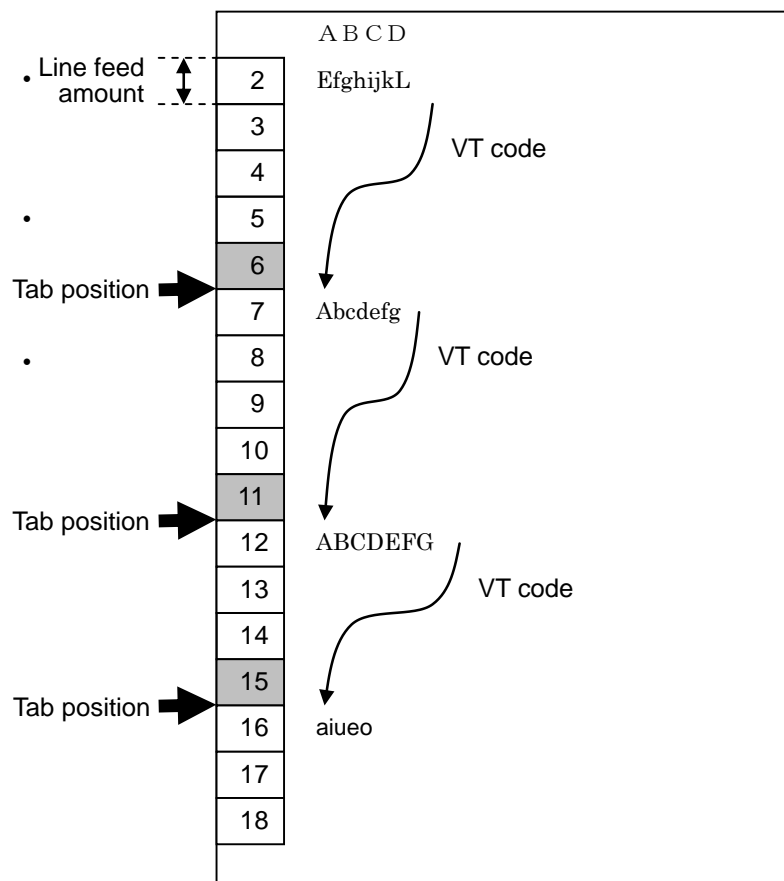 A B C D
• Line feed amount 2 EfghijkL
3
VT code
4
• 5
6
Tab position
7 Abcdefg
• 8 VT code
9
10
11
Tab position
12 ABCDEFG
13 VT code
14
15
Tab position
16 aiueo
17
18